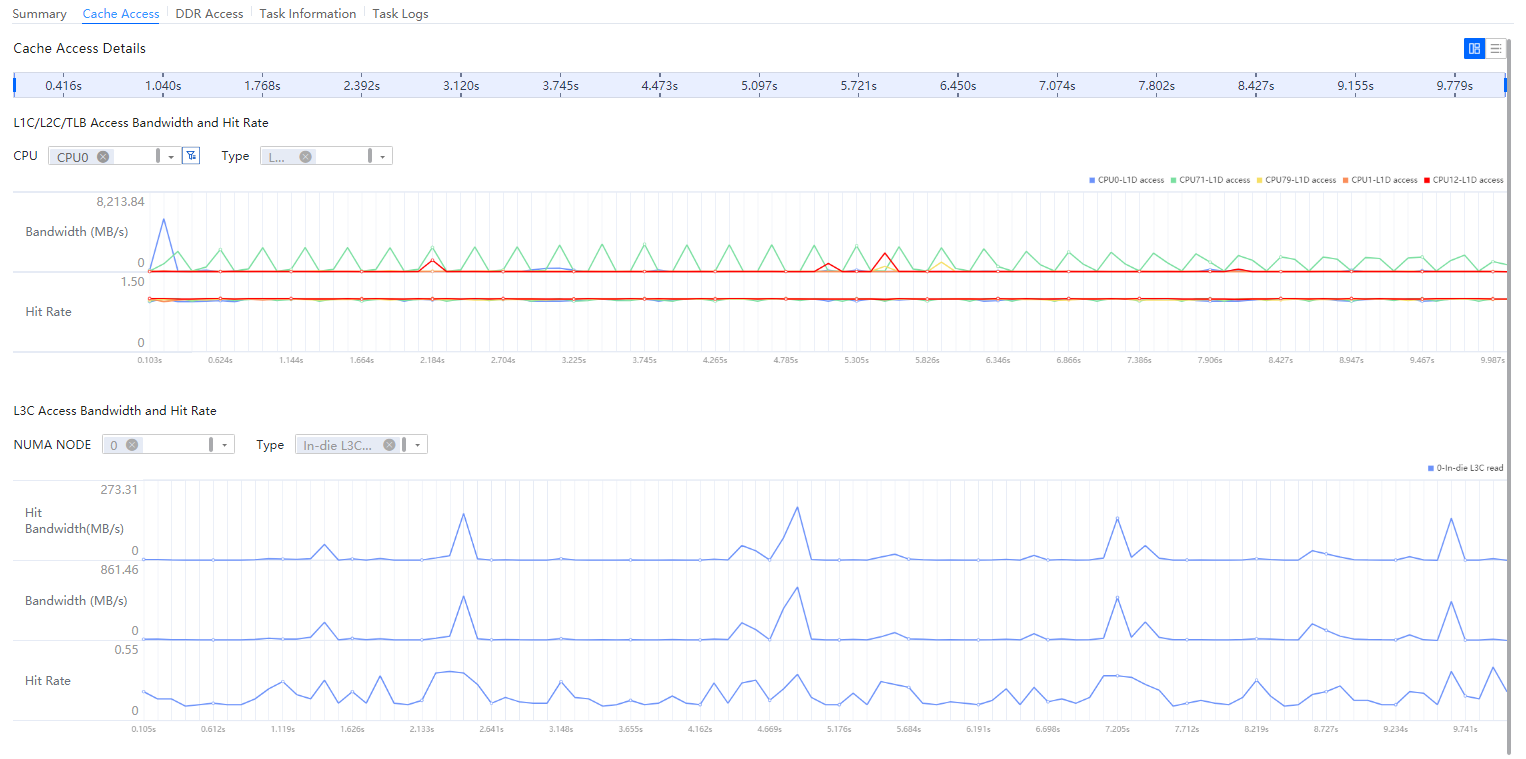 Summary Cache Access DDR Access Task Information Task Logs
Cache Access Details
0.416s 1.040s 1.768s 2.392s 3.120s 3.745s 4.473s 5.097s 5.721s 6.450s 7.074s 7.802s 8.427s 9.155s 9.779s
L1C/L2C/TLB Access Bandwidth and Hit Rate
CPU CPU0 Type L...
CPU0-L1D access CPU71-L1D access CPU79-L1D access CPU1-L1D access CPU12-L1D access
8,213.84
Bandwidth (MB/s)
0
1.50
Hit Rate
0
0.103s 0.624s 1.144s 1.664s 2.184s 2.704s 3.225s 3.745s 4.265s 4.785s 5.305s 5.826s 6.346s 6.866s 7.386s 7.906s 8.427s 8.947s 9.467s 9.987s
L3C Access Bandwidth and Hit Rate
NUMA NODE 0 Type In-die L3C...
0-In-die L3C read
273.31
Hit
Bandwidth(MB/s)
0
861.46
Bandwidth (MB/s)
0
0.55
Hit Rate
0
0.105s 0.612s 1.119s 1.626s 2.133s 2.641s 3.148s 3.655s 4.162s 4.669s 5.176s 5.684s 6.191s 6.698s 7.205s 7.712s 8.219s 8.727s 9.234s 9.741s